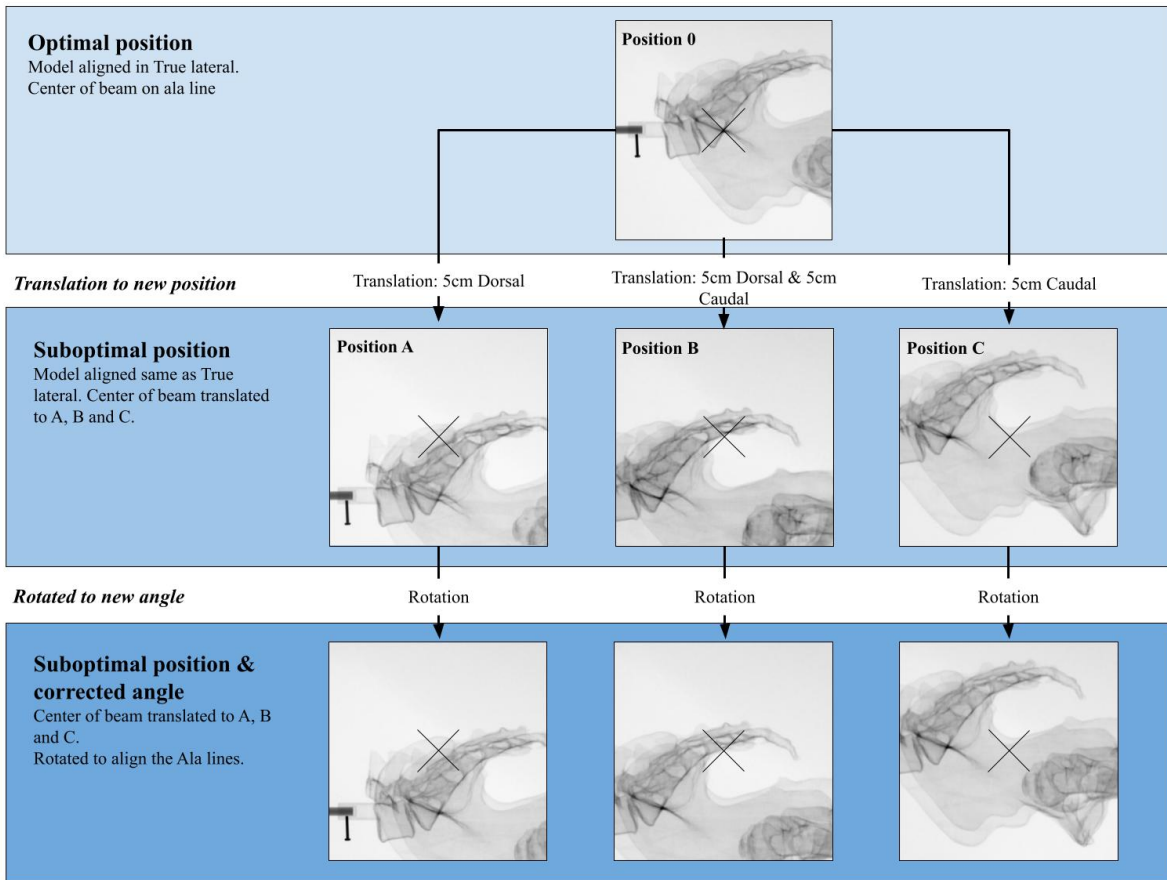 Optimal position
Model aligned in True lateral.
Center of beam on ala line
Position 0
Translation to new position
Translation: 5cm Dorsal
Translation: 5cm Dorsal & 5cm
Caudal
Translation: 5cm Caudal
Suboptimal position
Model aligned same as True
lateral. Center of beam translated
to A, B and C.
Position A
Position B
Position C
Rotated to new angle
Rotation
Rotation
Rotation
Suboptimal position &
corrected angle
Center of beam translated to A, B
and C.
Rotated to align the Ala lines.